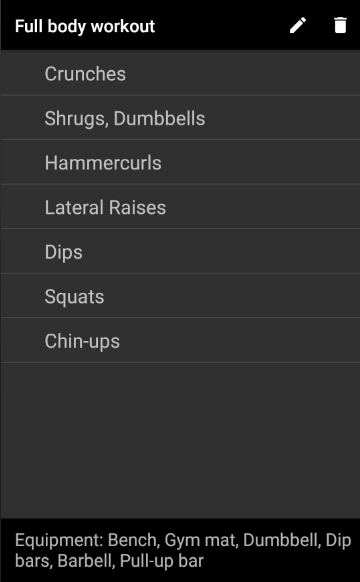 Full body workout
Crunches
Shrugs, Dumbbells
Hammercurls
Lateral Raises
Dips
Squats
Chin-ups
Equipment: Bench, Gym mat, Dumbbell, Dip
bars, Barbell, Pull-up bar